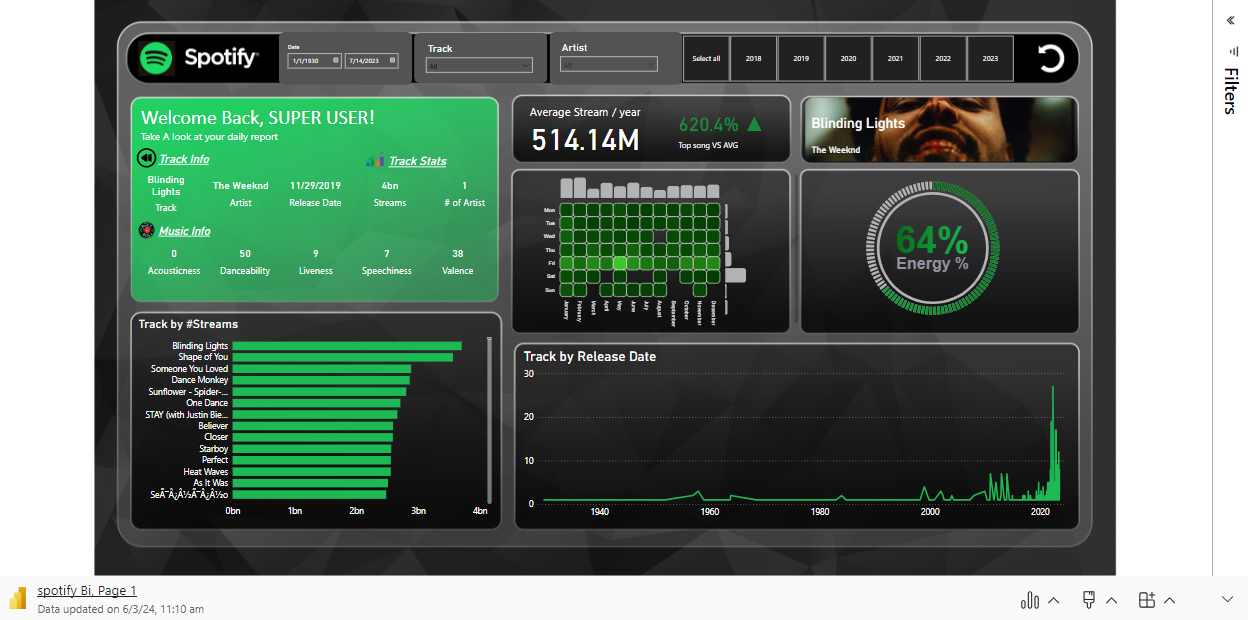 Spotify
Date
1/1/1930
7/14/2023
Track
All
Artist
All
Select all
2018
2019
2020
2021
2022
2023
Filters
Welcome Back, SUPER USER!
Take A look at your daily report
Track Info
Track Stats
Blinding
Lights
Track
The Weeknd
Artist
11/29/2019
Release Date
4bn
Streams
1
# of Artist
Music Info
0
Acousticness
50
Danceability
9
Liveness
7
Speechiness
38
Valence
Average Stream / year
514.14M
620.4%
Top song VS AVG
Blinding Lights
The Weeknd
Mon
Tue
Wed
Thu
Fri
Sat
Sun
January
February
March
April
May
June
July
August
September
October
November
December
64%
Energy %
Track by #Streams
Blinding Lights
Shape of You
Someone You Loved
Dance Monkey
Sunflower - Spider-...
One Dance
STAY (with Justin Bie...
Believer
Closer
Starboy
Perfect
Heat Waves
As It Was
0bn
1bn
2bn
3bn
4bn
Track by Release Date
30
20
10
0
1940
1960
1980
2000
2020
spotify Bi, Page 1
Data updated on 6/3/24, 11:10 am